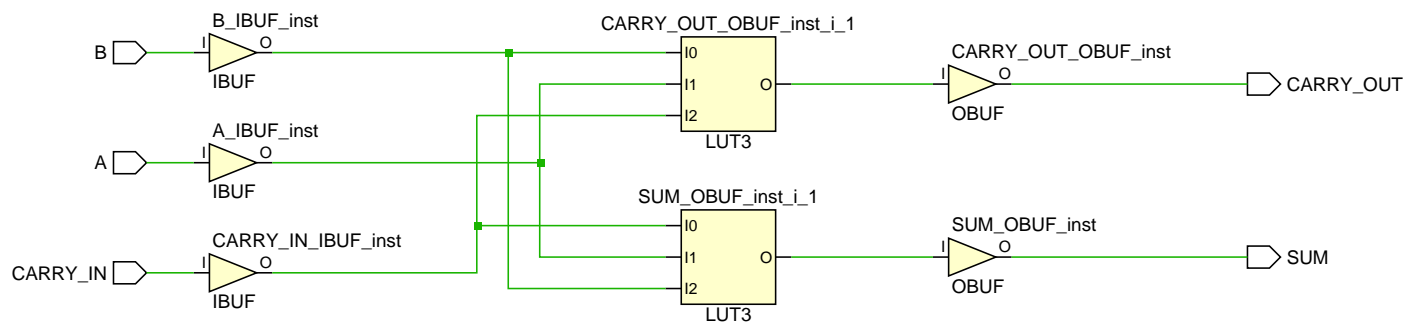 B_IBUF_inst
B
I
O
IBUF
CARRY_OUT_OBUF_inst_i_1
I0
I1
I2
O
LUT3
CARRY_OUT_OBUF_inst
I
O
OBUF
CARRY_OUT
A_IBUF_inst
A
I
O
IBUF
CARRY_IN_IBUF_inst
CARRY_IN
I
O
IBUF
SUM_OBUF_inst_i_1
I0
I1
I2
O
LUT3
SUM_OBUF_inst
I
O
OBUF
SUM